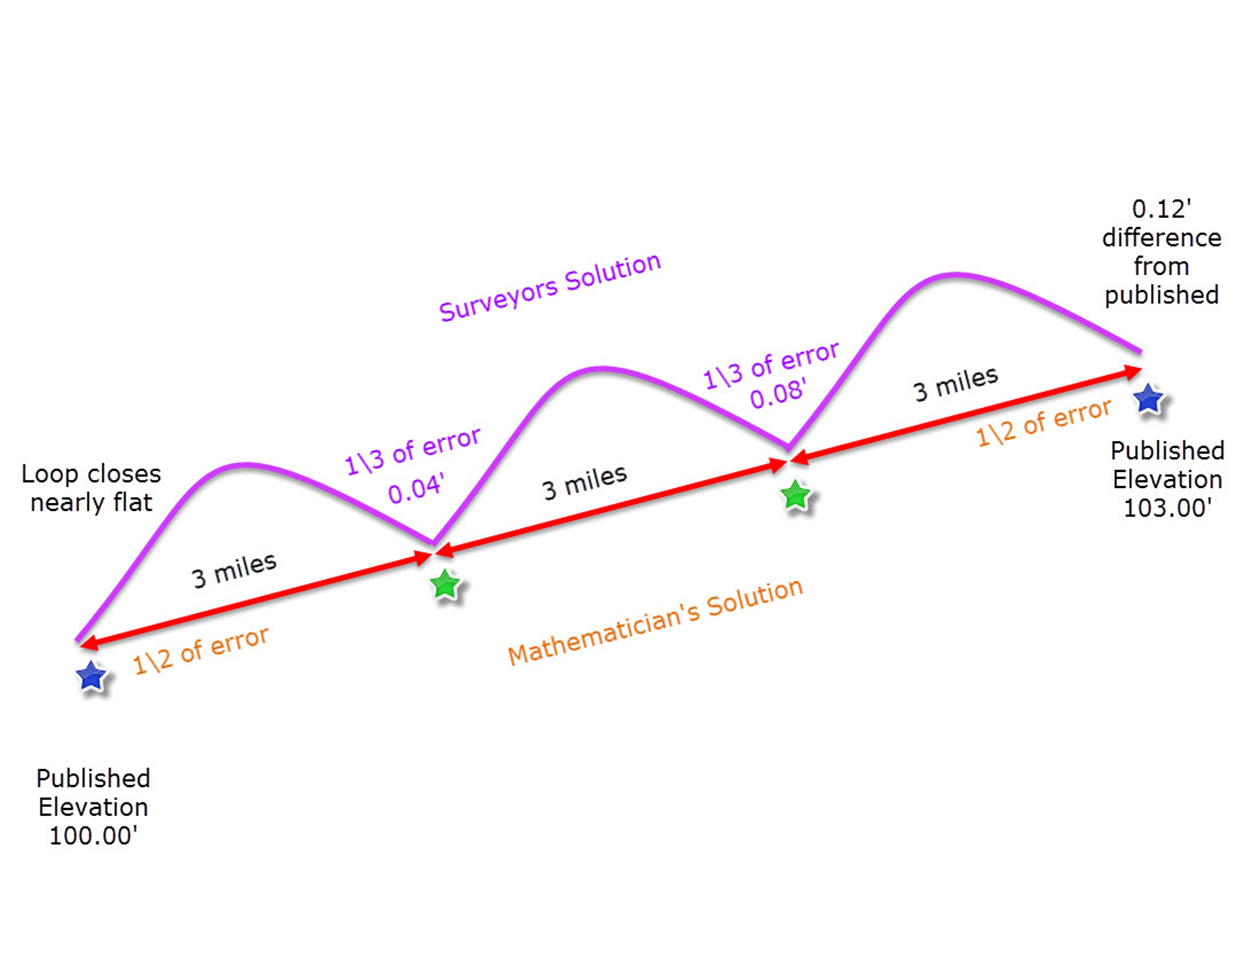 0.12'
difference
from
published
Surveyors Solution
1\3 of error
0.08'
3 miles
1\2 of error
Published
Elevation
103.00'
1\3 of error
0.04'
3 miles
Loop closes
nearly flat
3 miles
1\2 of error
Mathematician's Solution
Published
Elevation
100.00'